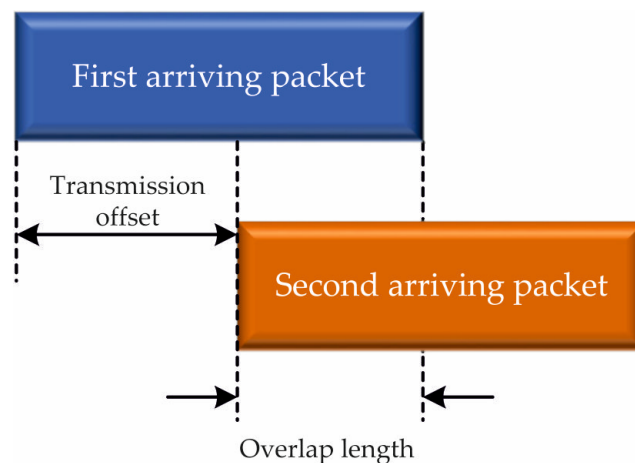 First arriving packet
Transmission
offset
Second arriving packet
Overlap length